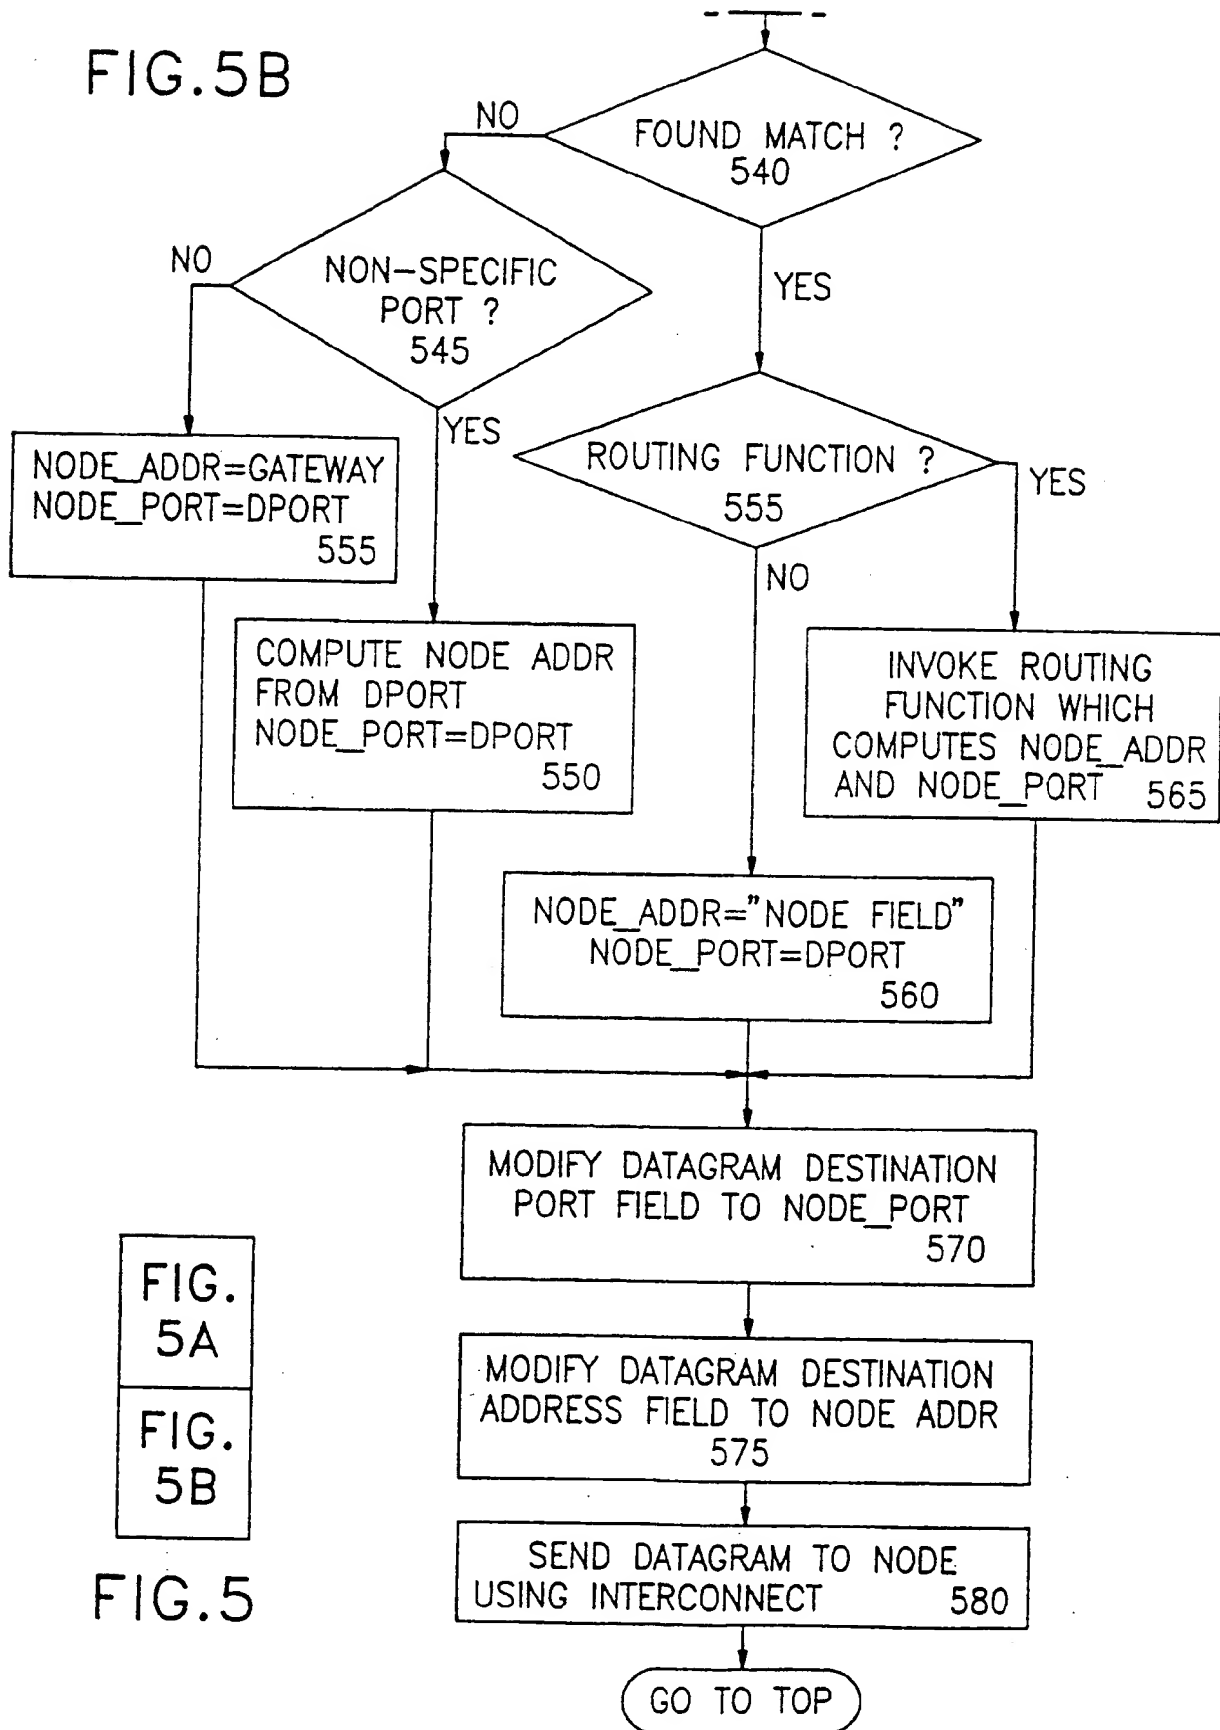 FIG.5B
FOUND MATCH ?
540
NO
YES
NON-SPECIFIC
PORT ?
545
NO
YES
ROUTING FUNCTION ?
555
YES
NO
NODE_ADDR=GATEWAY
NODE_PORT=DPORT
555
COMPUTE NODE ADDR
FROM DPORT
NODE_PORT=DPORT
550
INVOKE ROUTING
FUNCTION WHICH
COMPUTES NODE_ADDR
AND NODE_PORT 565
NODE_ADDR="NODE FIELD"
NODE_PORT=DPORT
560
MODIFY DATAGRAM DESTINATION
PORT FIELD TO NODE_PORT
570
MODIFY DATAGRAM DESTINATION
ADDRESS FIELD TO NODE ADDR
575
SEND DATAGRAM TO NODE
USING INTERCONNECT 580
GO TO TOP
FIG.
5A
FIG.
5B
FIG.5